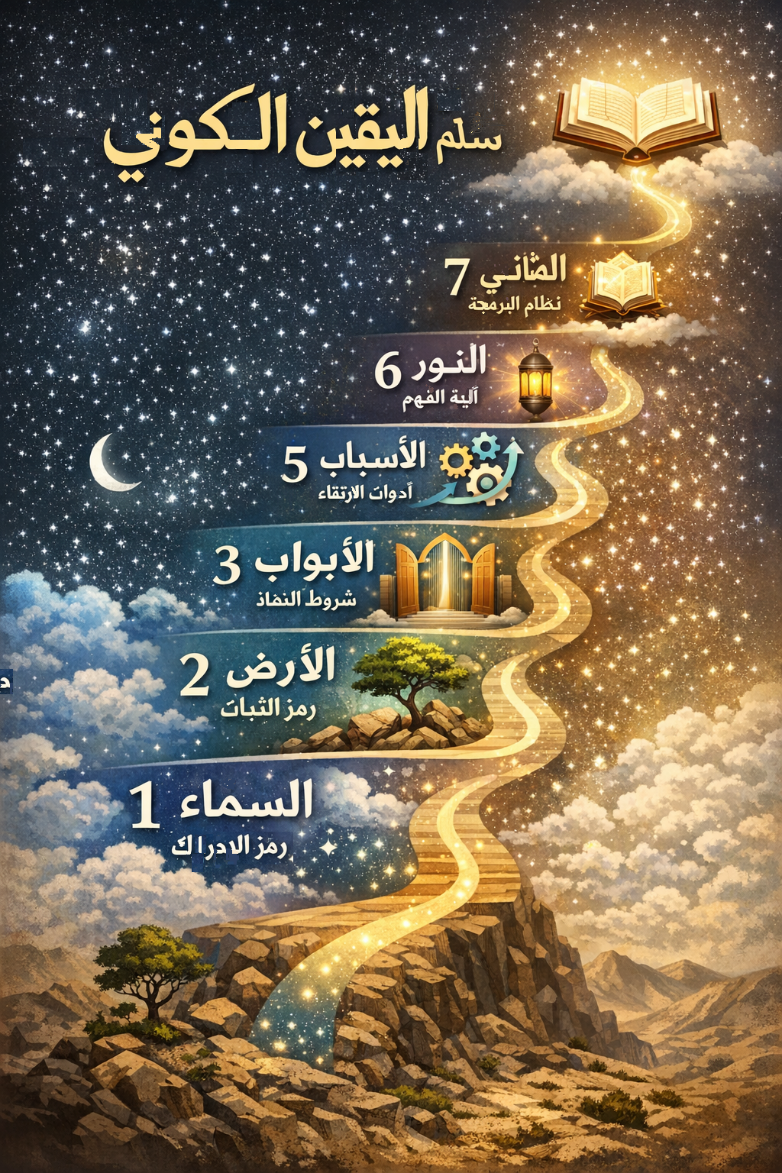 سلم اليقين الكوني
7 المثاني
نظام البرمجة
6 النور
آلية الفهم
5 الأسباب
أدوات الارتقاء
3 الأبواب
شروط النفاذ
2 الأرض
رمز الثبات
1 السماء
رمز الادراك
د